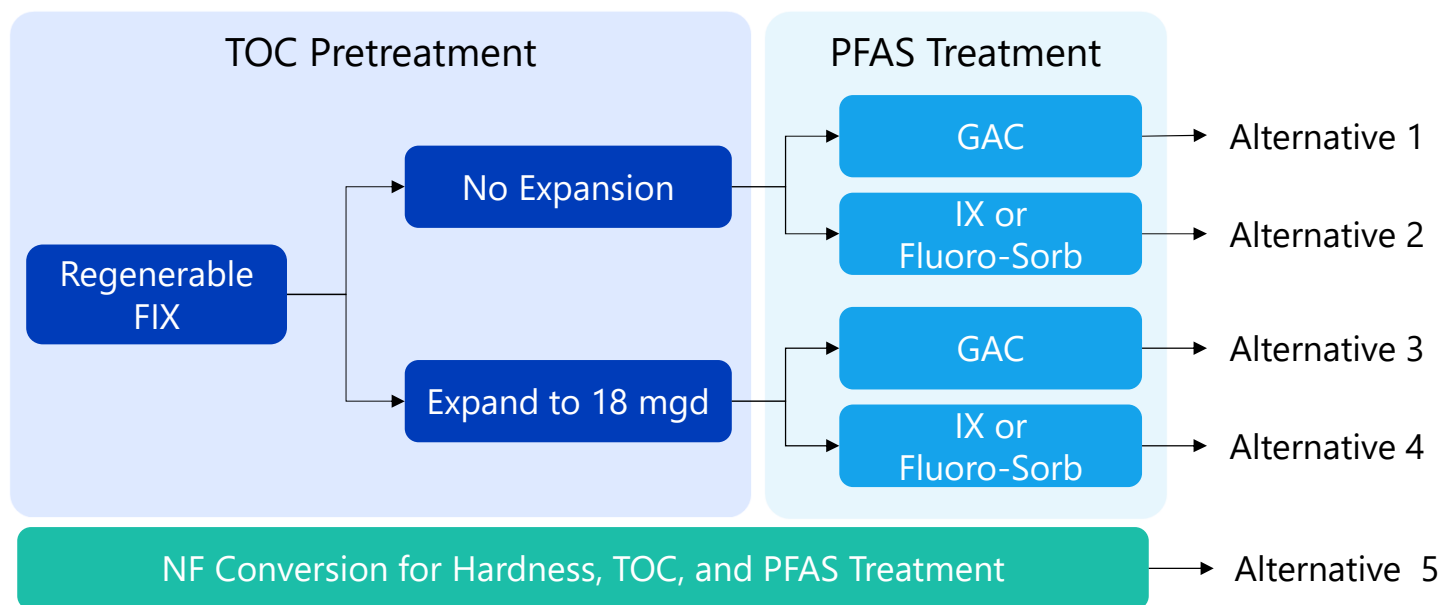 TOC Pretreatment
PFAS Treatment
Regenerable
FIX
No Expansion
Expand to 18 mgd
GAC
IX or
Fluoro-Sorb
GAC
IX or
Fluoro-Sorb
Alternative 1
Alternative 2
Alternative 3
Alternative 4
NF Conversion for Hardness, TOC, and PFAS Treatment
Alternative 5